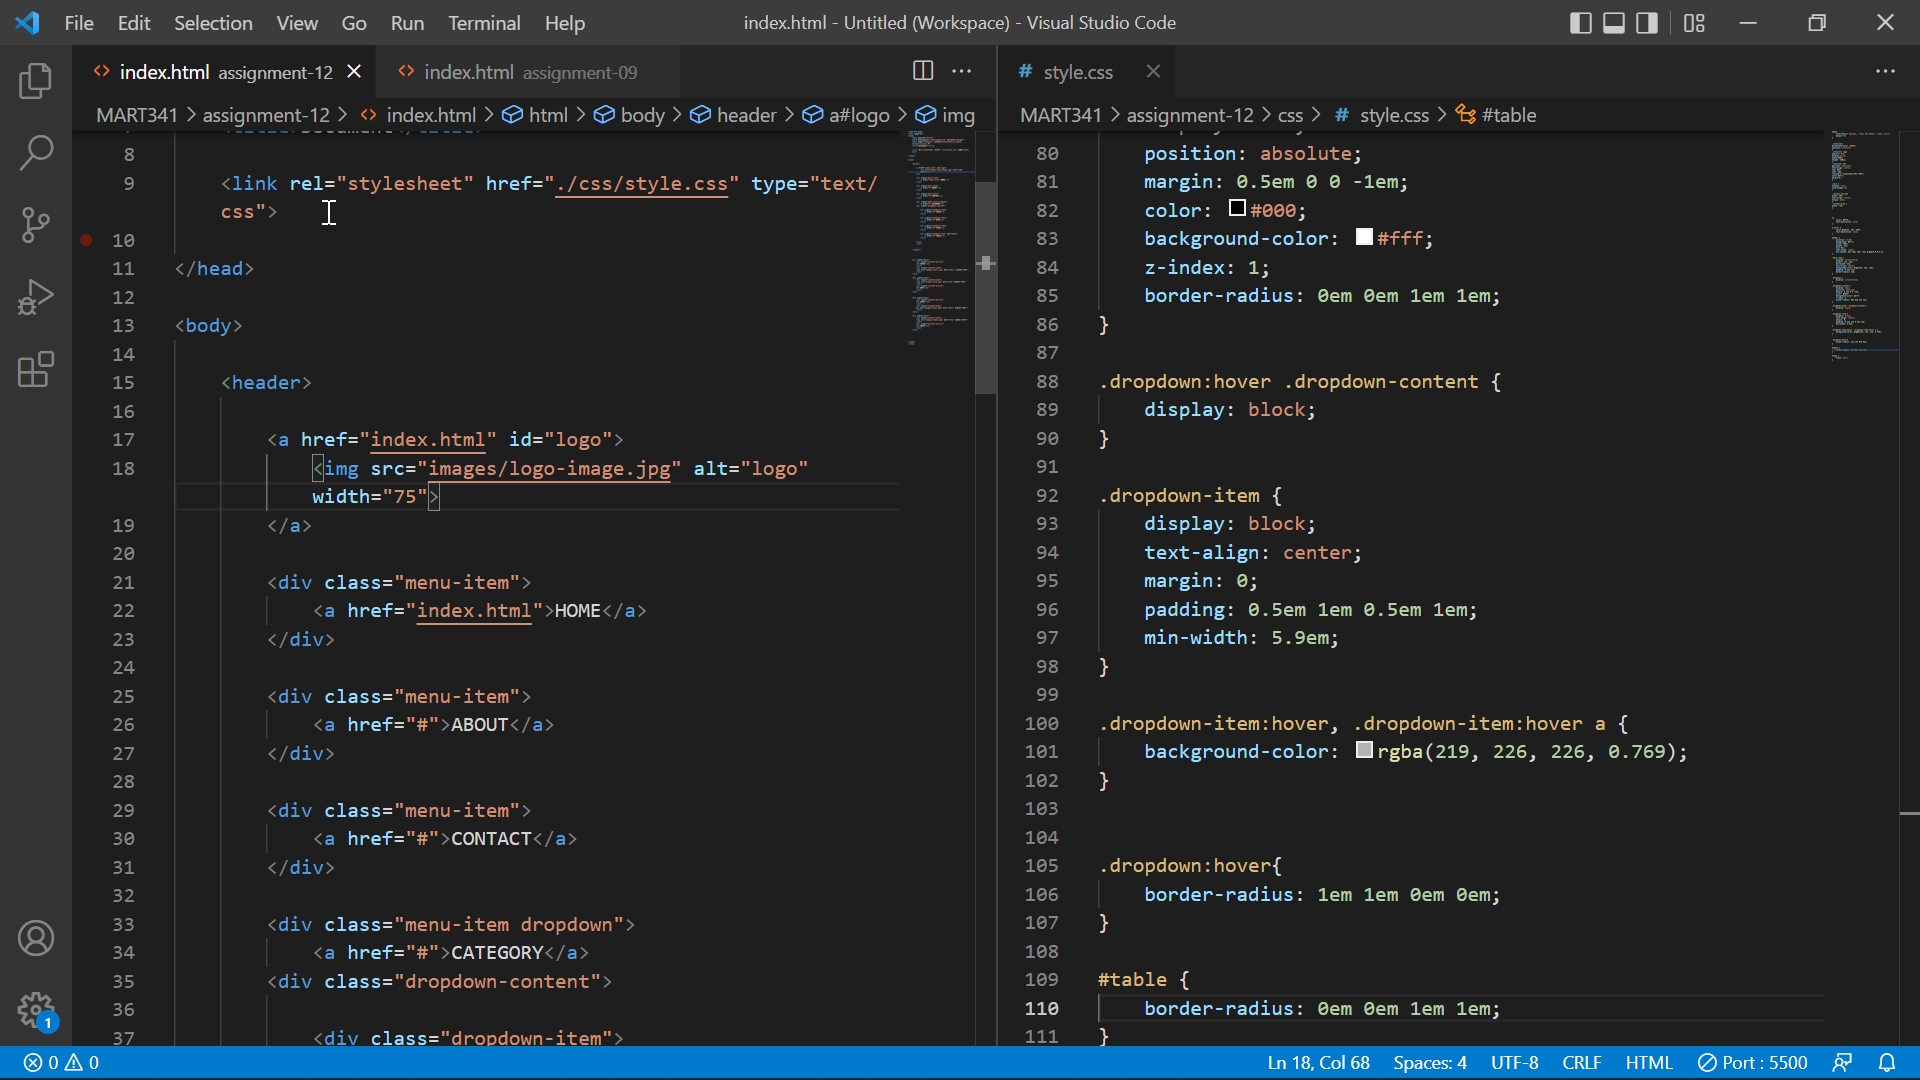 File Edit Selection View Go Run Terminal Help
index.html - Untitled (Workspace) - Visual Studio Code
index.html assignment-12
index.html assignment-09
MART341 > assignment-12 > index.html > html > body > header > a#logo > img
8
9 <link rel="stylesheet" href="./css/style.css" type="text/
css">
10
11 </head>
12
13 <body>
14
15 <header>
16
17 <a href="index.html" id="logo">
18 <img src="images/logo-image.jpg" alt="logo"
width="75">
19 </a>
20
21 <div class="menu-item">
22 <a href="index.html">HOME</a>
23 </div>
24
25 <div class="menu-item">
26 <a href="#">ABOUT</a>
27 </div>
28
29 <div class="menu-item">
30 <a href="#">CONTACT</a>
31 </div>
32
33 <div class="menu-item dropdown">
34 <a href="#">CATEGORY</a>
35 <div class="dropdown-content">
36
37 <div class="dropdown-item">
# style.css
MART341 > assignment-12 > css > # style.css > #table
80 position: absolute;
81 margin: 0.5em 0 0 -1em;
82 color: #000;
83 background-color: #fff;
84 z-index: 1;
85 border-radius: 0em 0em 1em 1em;
86 }
87
88 .dropdown:hover .dropdown-content {
89 display: block;
90 }
91
92 .dropdown-item {
93 display: block;
94 text-align: center;
95 margin: 0;
96 padding: 0.5em 1em 0.5em 1em;
97 min-width: 5.9em;
98 }
99
100 .dropdown-item:hover, .dropdown-item:hover a {
101 background-color: rgba(219, 226, 226, 0.769);
102 }
103
104
105 .dropdown:hover{
106 border-radius: 1em 1em 0em 0em;
107 }
108
109 #table {
110 border-radius: 0em 0em 1em 1em;
111 }
1
0 0
Ln 18, Col 68 Spaces: 4 UTF-8 CRLF HTML Port : 5500